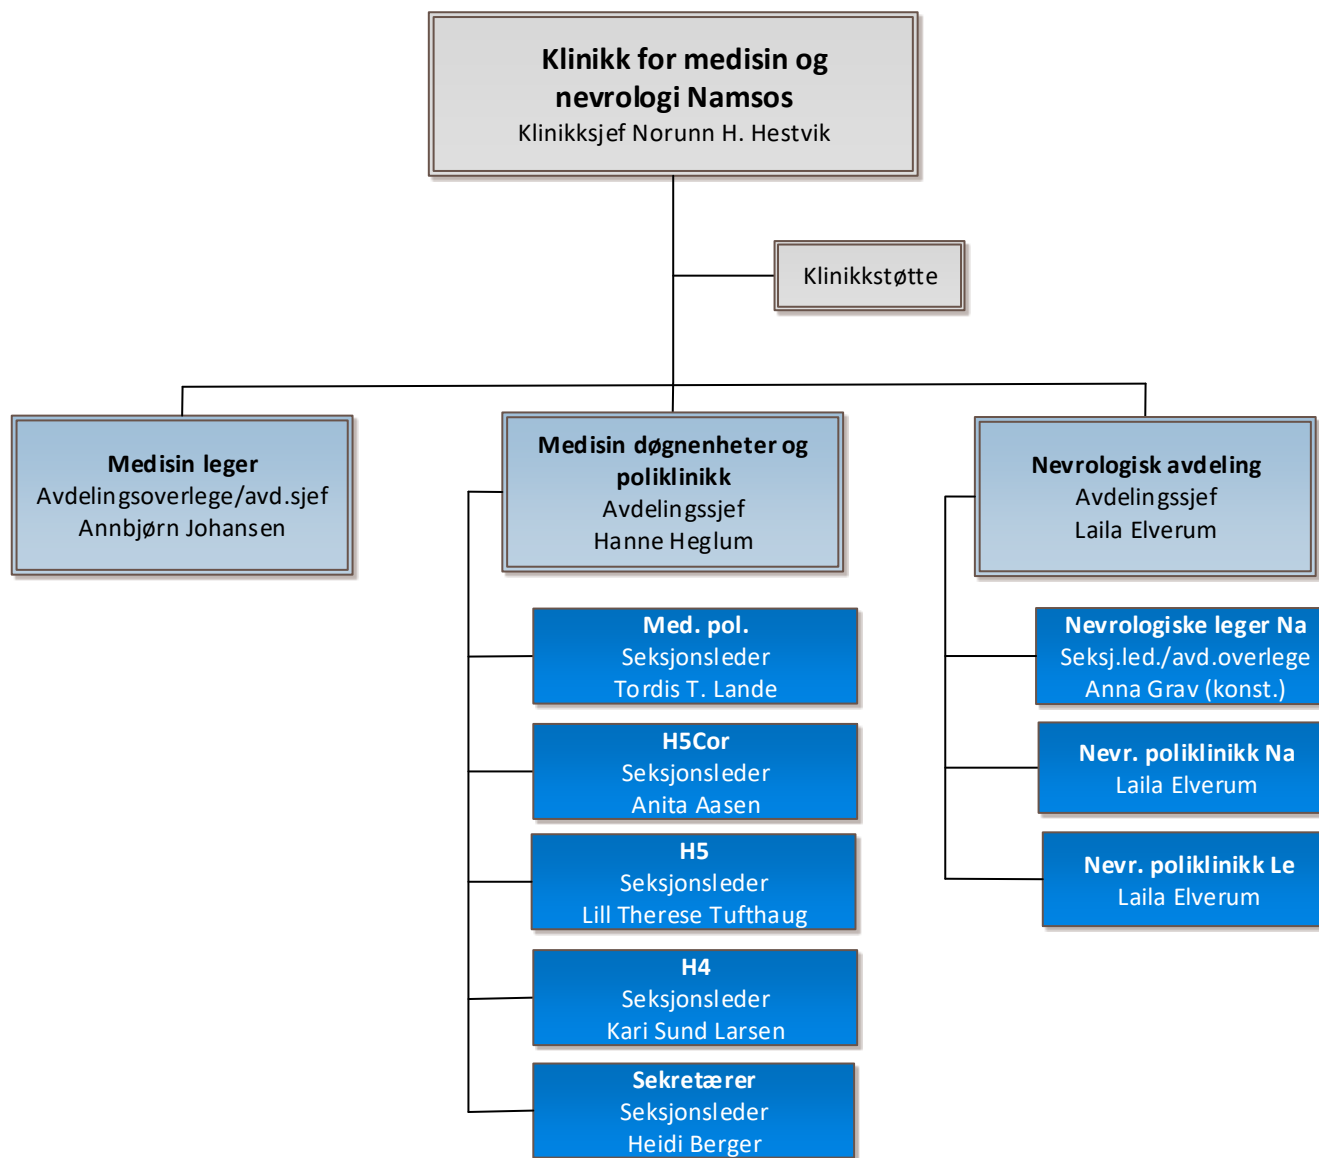 Klinikk for medisin og
nevrologi Namsos
Klinikksjef Norunn H. Hestvik
Klinikkstøtte
Medisin leger
Avdelingsoverlege/avd.sjef
Annbjørn Johansen
Medisin døgnenheter og
poliklinikk
Avdelingssjef
Hanne Heglum
Med. pol.
Seksjonsleder
Tordis T. Lande
H5Cor
Seksjonsleder
Anita Aasen
H5
Seksjonsleder
Lill Therese Tufthaug
H4
Seksjonsleder
Kari Sund Larsen
Sekretærer
Seksjonsleder
Heidi Berger
Nevrologisk avdeling
Avdelingssjef
Laila Elverum
Nevrologiske leger Na
Seksj.led./avd.overlege
Anna Grav (konst.)
Nevr. poliklinikk Na
Laila Elverum
Nevr. poliklinikk Le
Laila Elverum